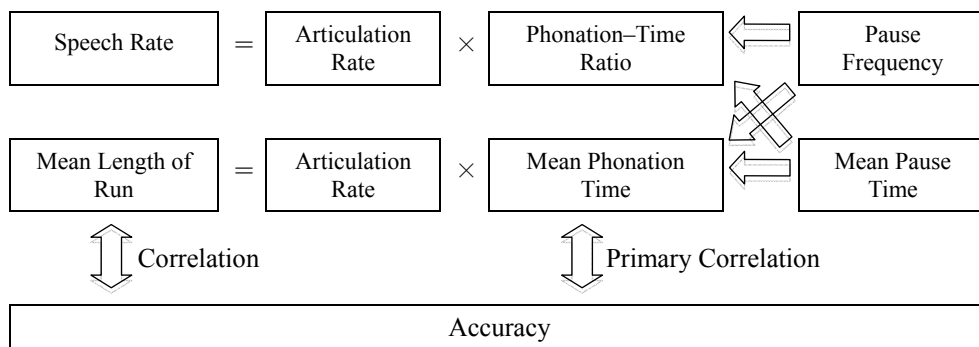 Speech Rate = Articulation Rate × Phonation–Time Ratio Pause Frequency
Mean Length of Run = Articulation Rate × Mean Phonation Time Mean Pause Time
Correlation Primary Correlation
Accuracy